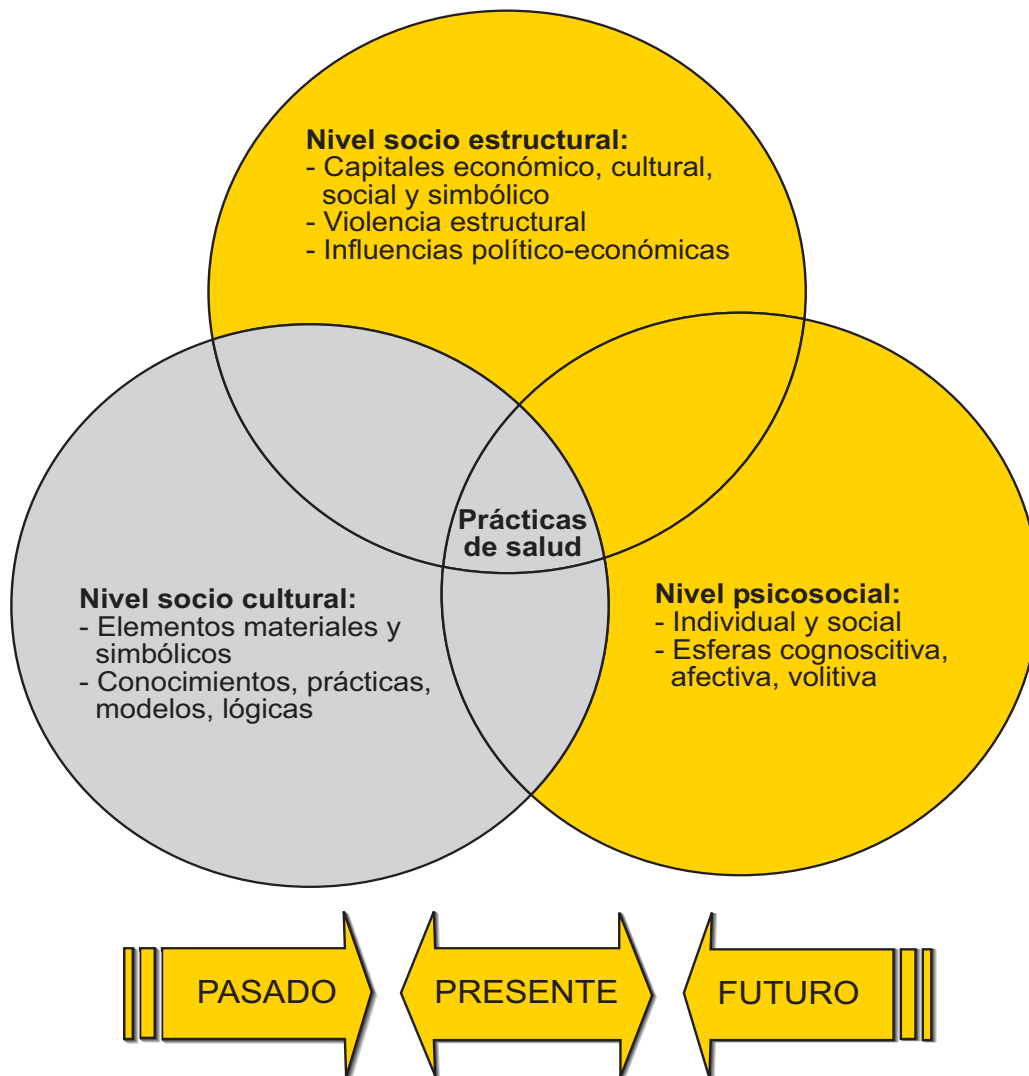 Nivel socio estructural:
- Capitales económico, cultural,
social y simbólico
- Violencia estructural
- Influencias político-económicas
Prácticas
de salud
Nivel socio cultural:
- Elementos materiales y
simbólicos
- Conocimientos, prácticas,
modelos, lógicas
Nivel psicosocial:
- Individual y social
- Esferas cognoscitiva,
afectiva, volitiva
PASADO
PRESENTE
FUTURO